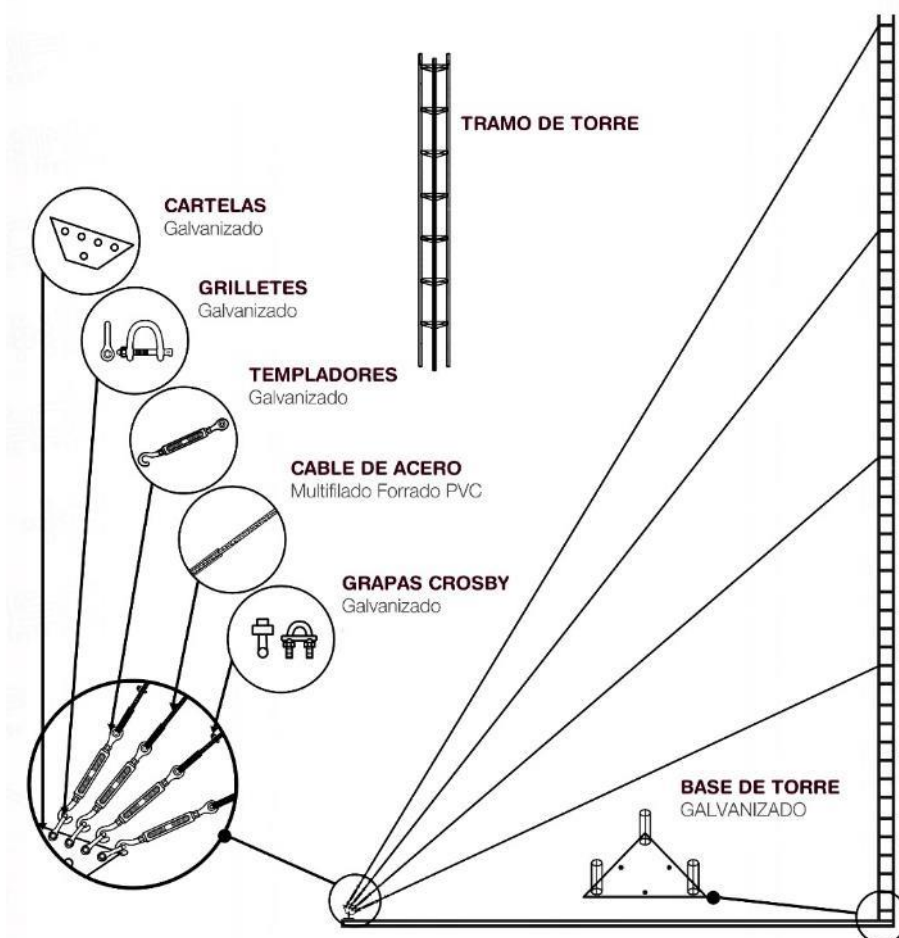 TRAMO DE TORRE
CARTELAS
Galvanizado
GRILLETES
Galvanizado
TEMPLADORES
Galvanizado
CABLE DE ACERO
Multifilado Forrado PVC
GRAPAS CROSBY
Galvanizado
BASE DE TORRE
GALVANIZADO